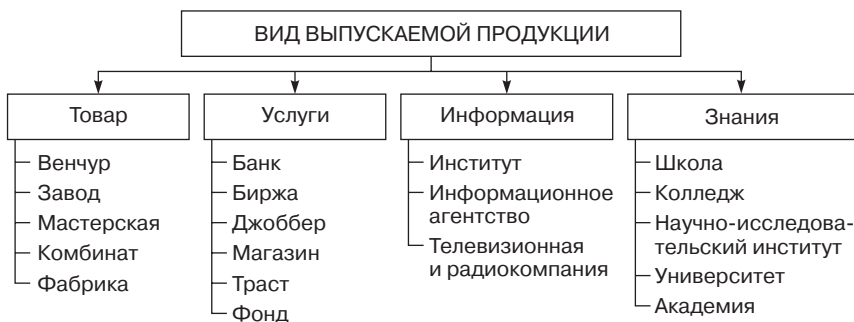 ВИД ВЫПУСКАЕМОЙ ПРОДУКЦИИ
Товар
Венчур
Завод
Мастерская
Комбинат
Фабрика
Услуги
Банк
Биржа
Джоббер
Магазин
Траст
Фонд
Информация
Институт
Информационное
агентство
Телевизионная
и радиокомпания
Знания
Школа
Колледж
Научно-исследова-
тельский институт
Университет
Академия